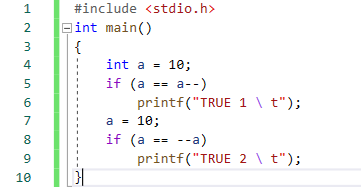 1 #include <stdio.h>
2 int main()
3 {
4 int a = 10;
5 if (a == a--)
6 printf("TRUE 1 \ t");
7 a = 10;
8 if (a == --a)
9 printf("TRUE 2 \ t");
10 }